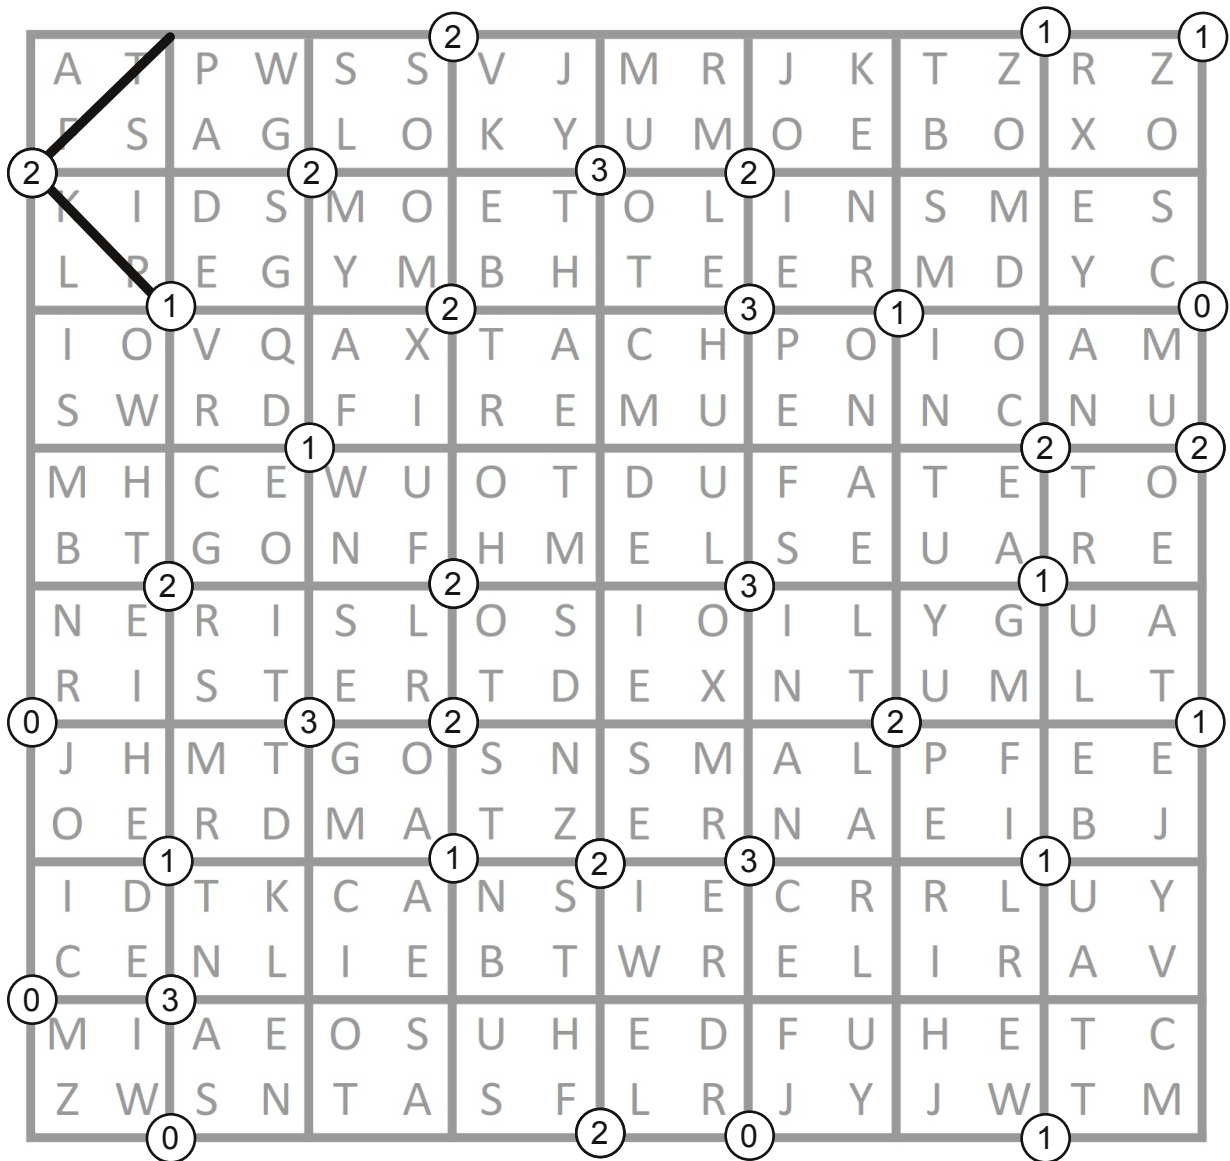 2 1 1
A T P W S S V J M R J K T Z R Z
S A G L O K Y U M O E B O X O
2 2 3 2
K I D S M O E T O L I N S M E S
L E G Y M B H T E E R M D Y C
1 2 3 1 0
I O V Q A X T A C H P O I O A M
S W R D F I R E M U E N N C N U
1 2 2
M H C E W U O T D U F A T E T O
B T G O N F H M E L S E U A R E
2 2 3 1
N E R I S L O S I O I L Y G U A
R I S T E R T D E X N T U M L T
0 3 2 2 1
J H M T G O S N S M A L P F E E
O E R D M A T Z E R N A E I B J
1 1 2 3 1
I D T K C A N S I E C R R L U Y
C E N L I E B T W R E L I R A V
0 3
M I A E O S U H E D F U H E T C
Z W S N T A S F L R J Y J W T M
0 2 0 1